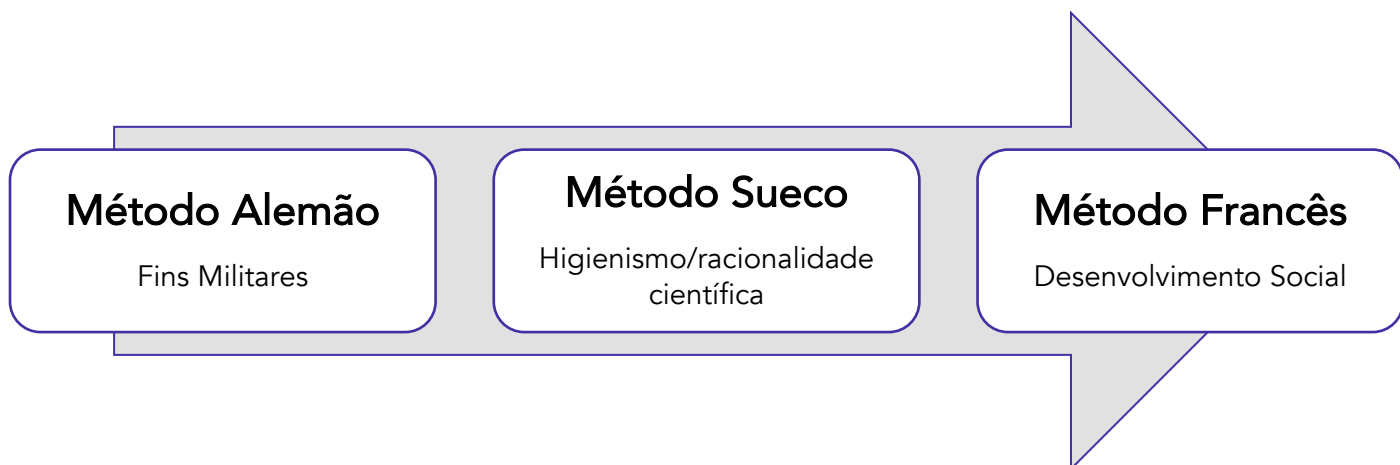 Método Alemão
Fins Militares
Método Sueco
Higienismo/racionalidade
científica
Método Francês
Desenvolvimento Social